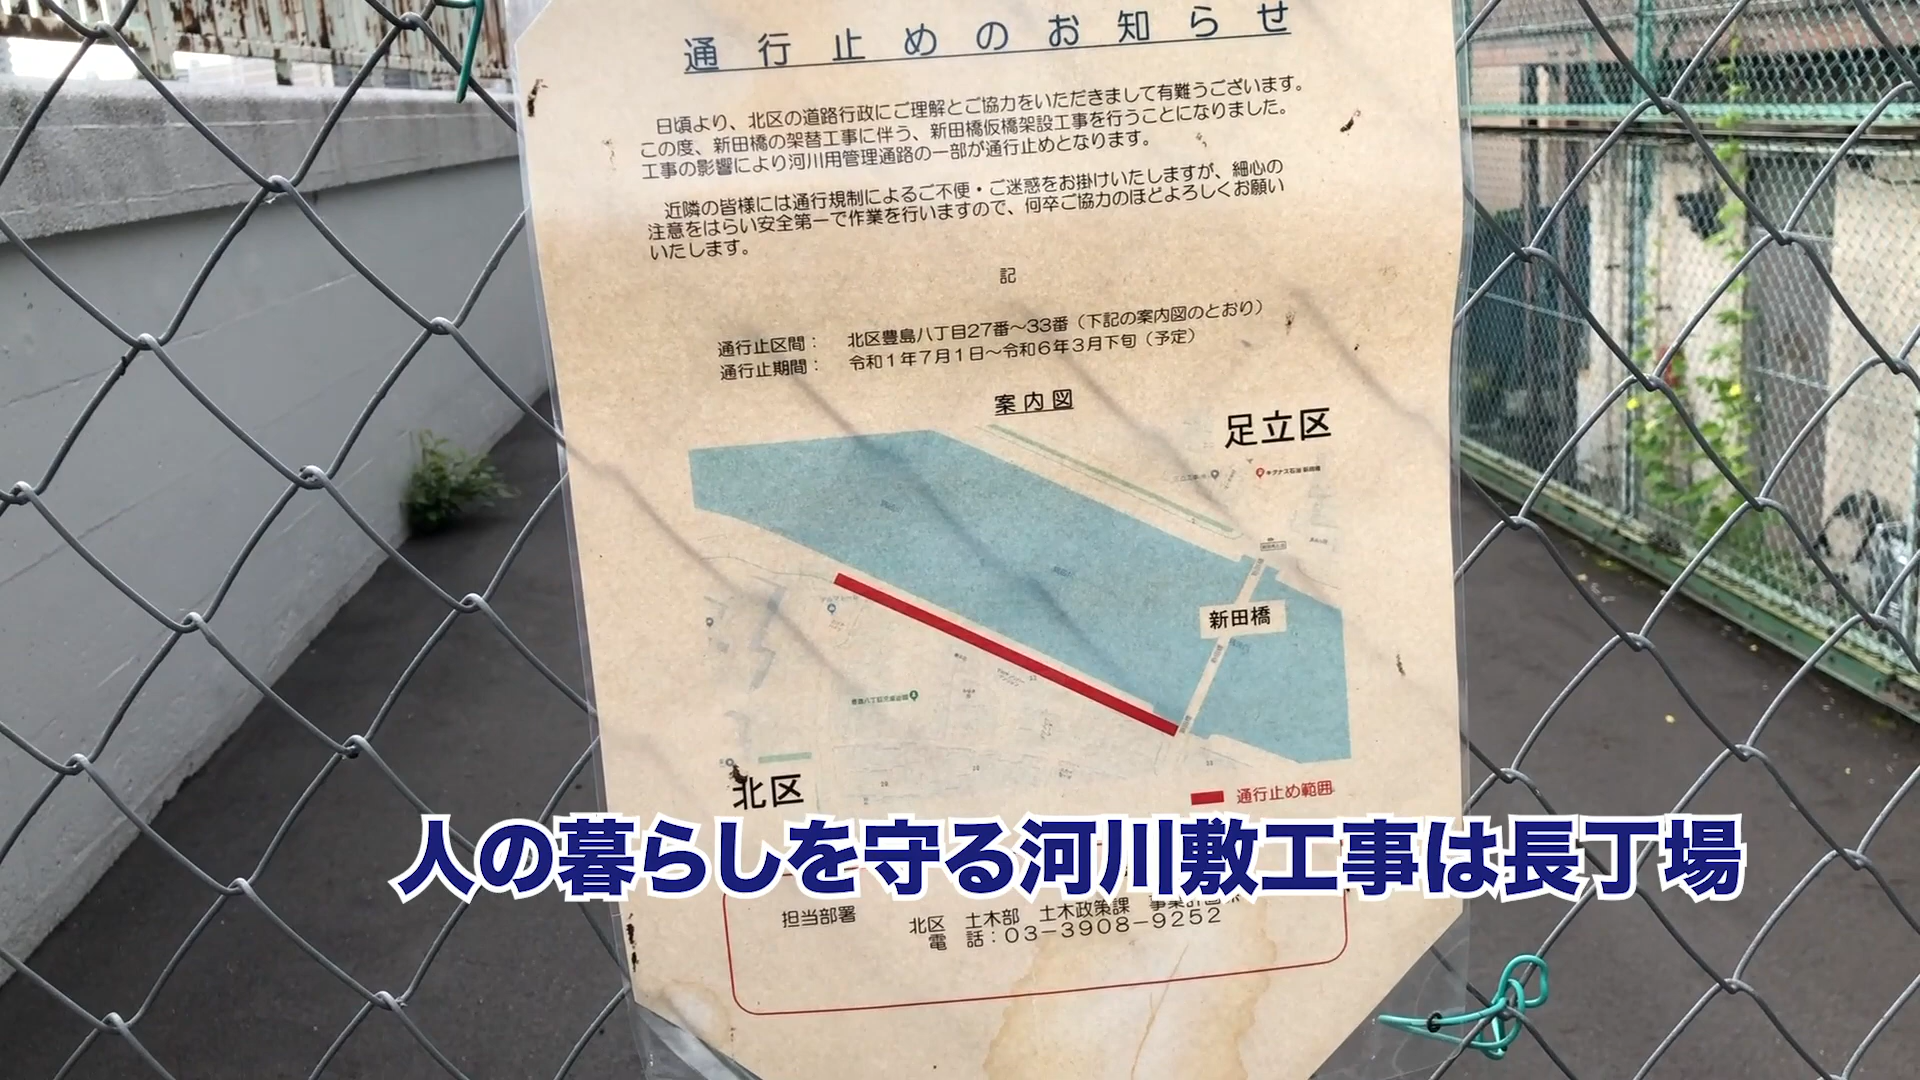 通行止めのお知らせ
日頃より、北区の道路行政にご理解とご協力をいただきまして有難うございます。
この度、新田橋の架替工事に伴う、新田橋仮橋架設工事を行うことになりました。
工事の影響により河川用管理通路の一部が通行止めとなります。
近隣の皆様には通行規制によるご不便・ご迷惑をお掛けいたしますが、細心の
注意をはらい安全第一で作業を行いますので、何卒ご協力のほどよろしくお願い
いたします。
記
通行止区間： 北区豊島八丁目27番～33番（下記の案内図のとおり）
通行止期間： 令和1年7月1日～令和6年3月下旬（予定）
案内図
足立区
新田橋
北区
通行止め範囲
人の暮らしを守る河川敷工事は長丁場
担当部署 北区 土木部 土木政策課
電 話：03-3908-9252